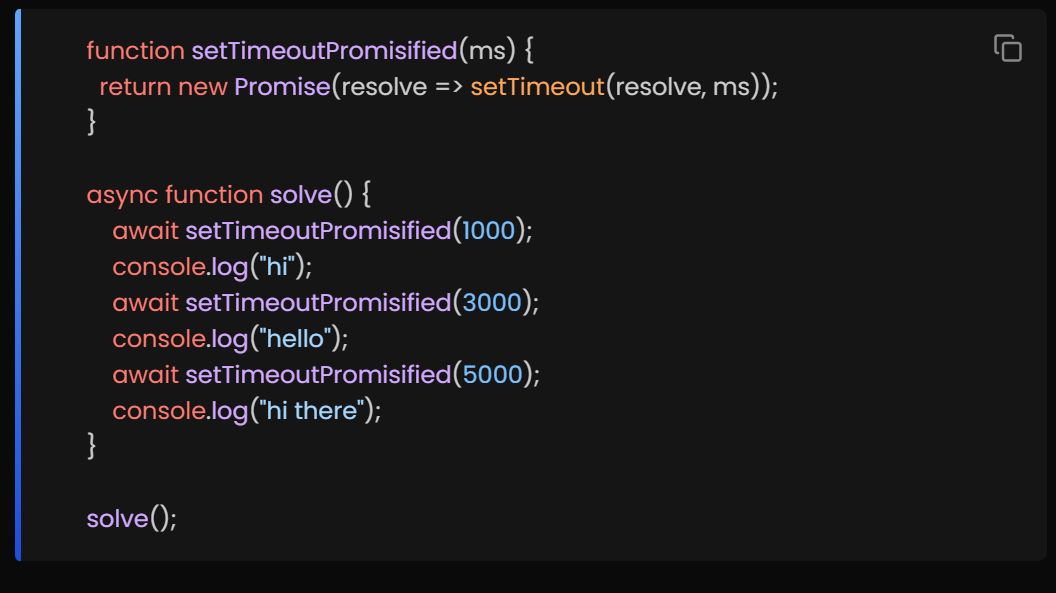 function setTimeoutPromisified(ms) {
  return new Promise(resolve => setTimeout(resolve, ms));
}

async function solve() {
    await setTimeoutPromisified(1000);
    console.log("hi");
    await setTimeoutPromisified(3000);
    console.log("hello");
    await setTimeoutPromisified(5000);
    console.log("hi there");
}

solve();